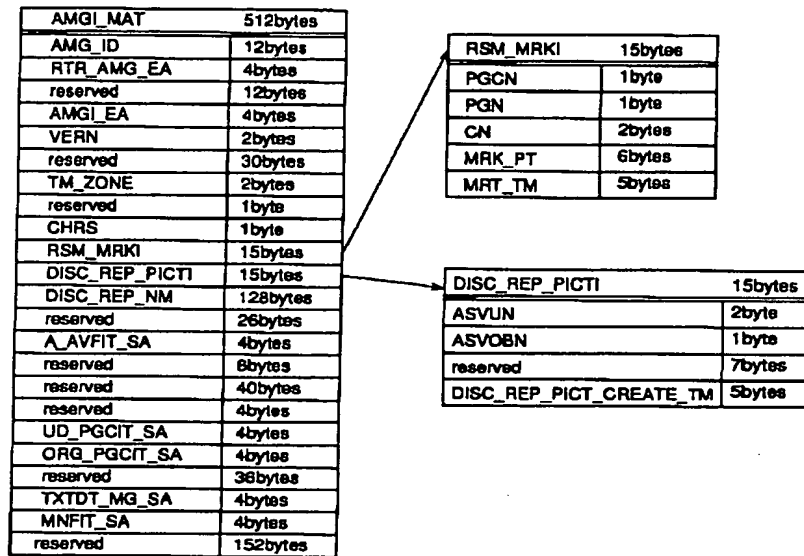 AMGI_MAT 512bytes
AMG_ID 12bytes
RTR_AMG_EA 4bytes
reserved 12bytes
AMGI_EA 4bytes
VERN 2bytes
reserved 30bytes
TM_ZONE 2bytes
reserved 1byte
CHRS 1byte
RSM_MRKI 15bytes
DISC_REP_PICTI 15bytes
DISC_REP_NM 128bytes
reserved 26bytes
A_AVFIT_SA 4bytes
reserved 8bytes
reserved 40bytes
reserved 4bytes
UD_PGCIT_SA 4bytes
ORG_PGCIT_SA 4bytes
reserved 36bytes
TXTDT_MG_SA 4bytes
MNFIT_SA 4bytes
reserved 152bytes
RSM_MRKI 15bytes
PGCN 1byte
PGN 1byte
CN 2bytes
MRK_PT 6bytes
MRT_TM 5bytes
DISC_REP_PICTI 15bytes
ASVUN 2byte
ASVOBN 1byte
reserved 7bytes
DISC_REP_PICT_CREATE_TM 5bytes